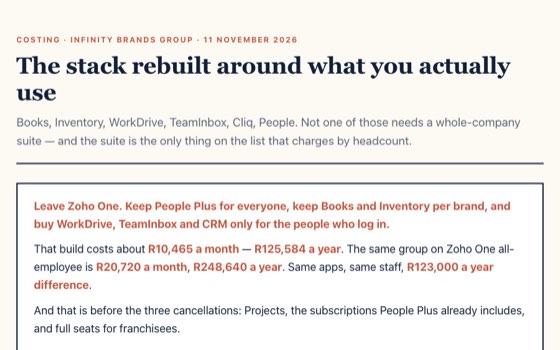 COSTING · INFINITY BRANDS GROUP · 11 NOVEMBER 2026
The stack rebuilt around what you actually
use
Books, Inventory, WorkDrive, TeamInbox, Cliq, People. Not one of those needs a whole-company
suite — and the suite is the only thing on the list that charges by headcount.
Leave Zoho One. Keep People Plus for everyone, keep Books and Inventory per brand, and
buy WorkDrive, TeamInbox and CRM only for the people who log in.
That build costs about R10,465 a month — R125,584 a year. The same group on Zoho One all-
employee is R20,720 a month, R248,640 a year. Same apps, same staff, R123,000 a year
difference.
And that is before the three cancellations: Projects, the subscriptions People Plus already includes,
and full seats for franchisees.